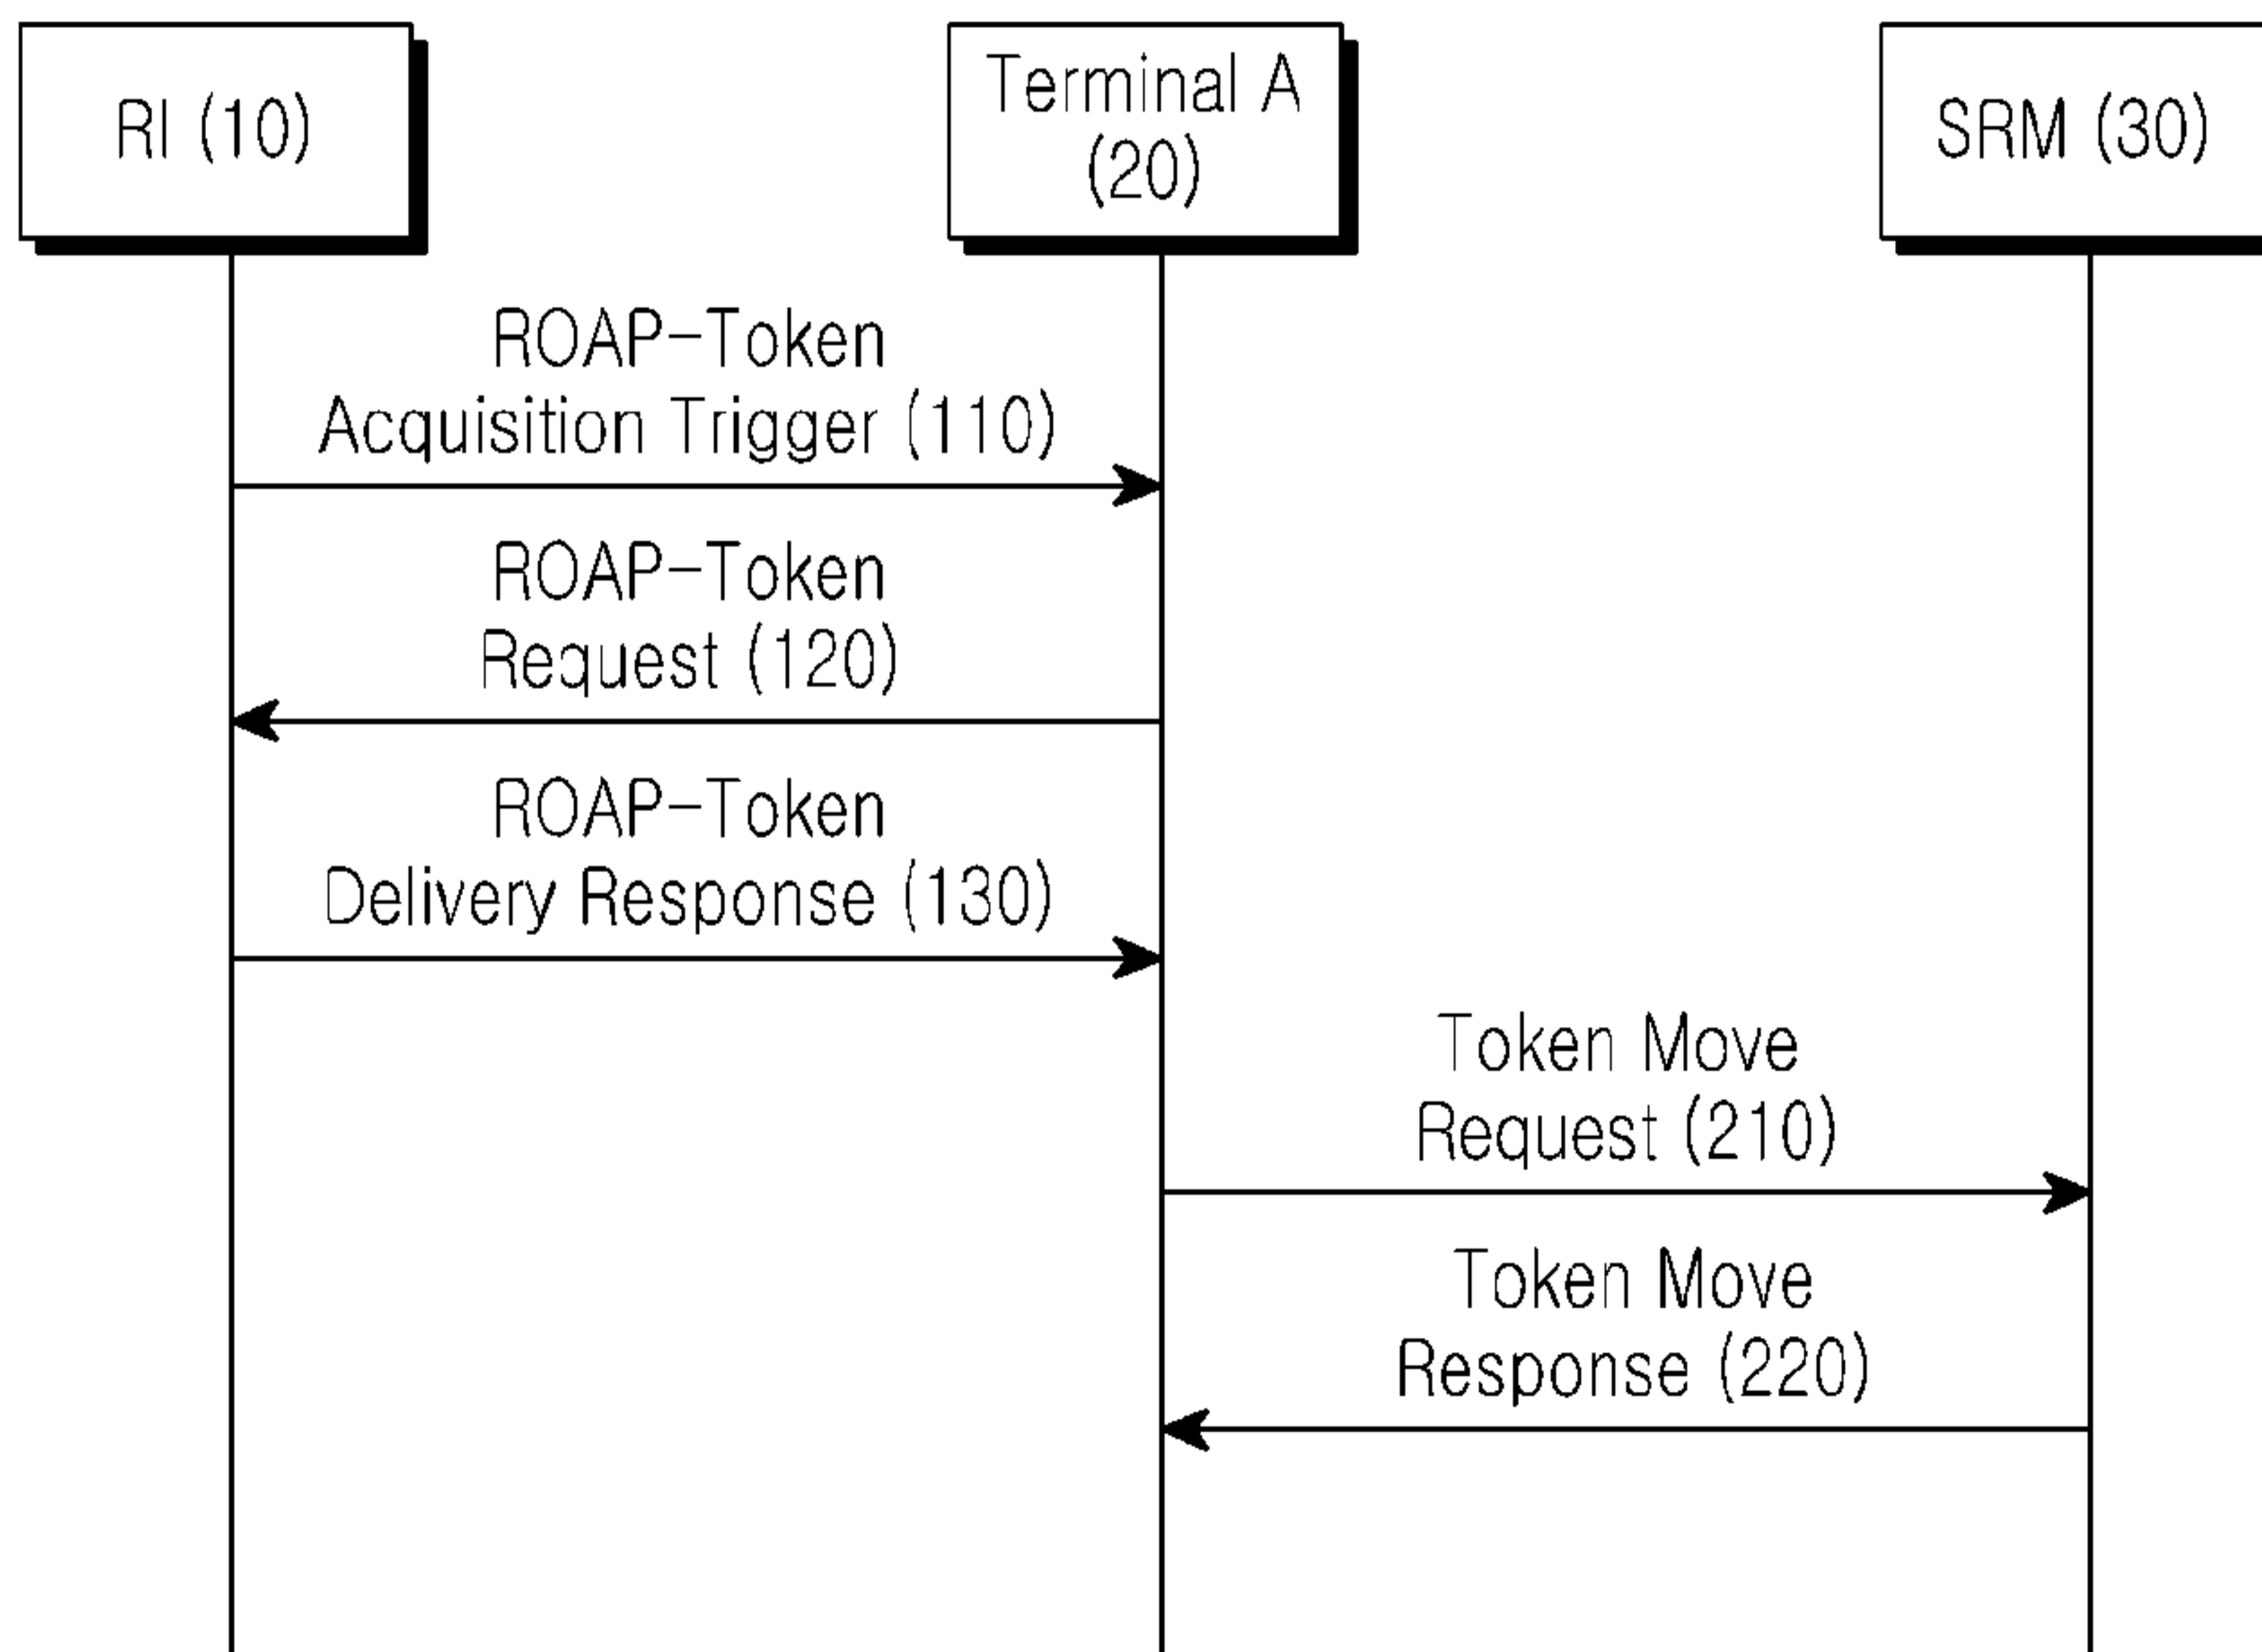 RI (10)
Terminal A
(20)
SRM (30)
ROAP-Token
Acquisition Trigger (110)
ROAP-Token
Request (120)
ROAP-Token
Delivery Response (130)
Token Move
Request (210)
Token Move
Response (220)